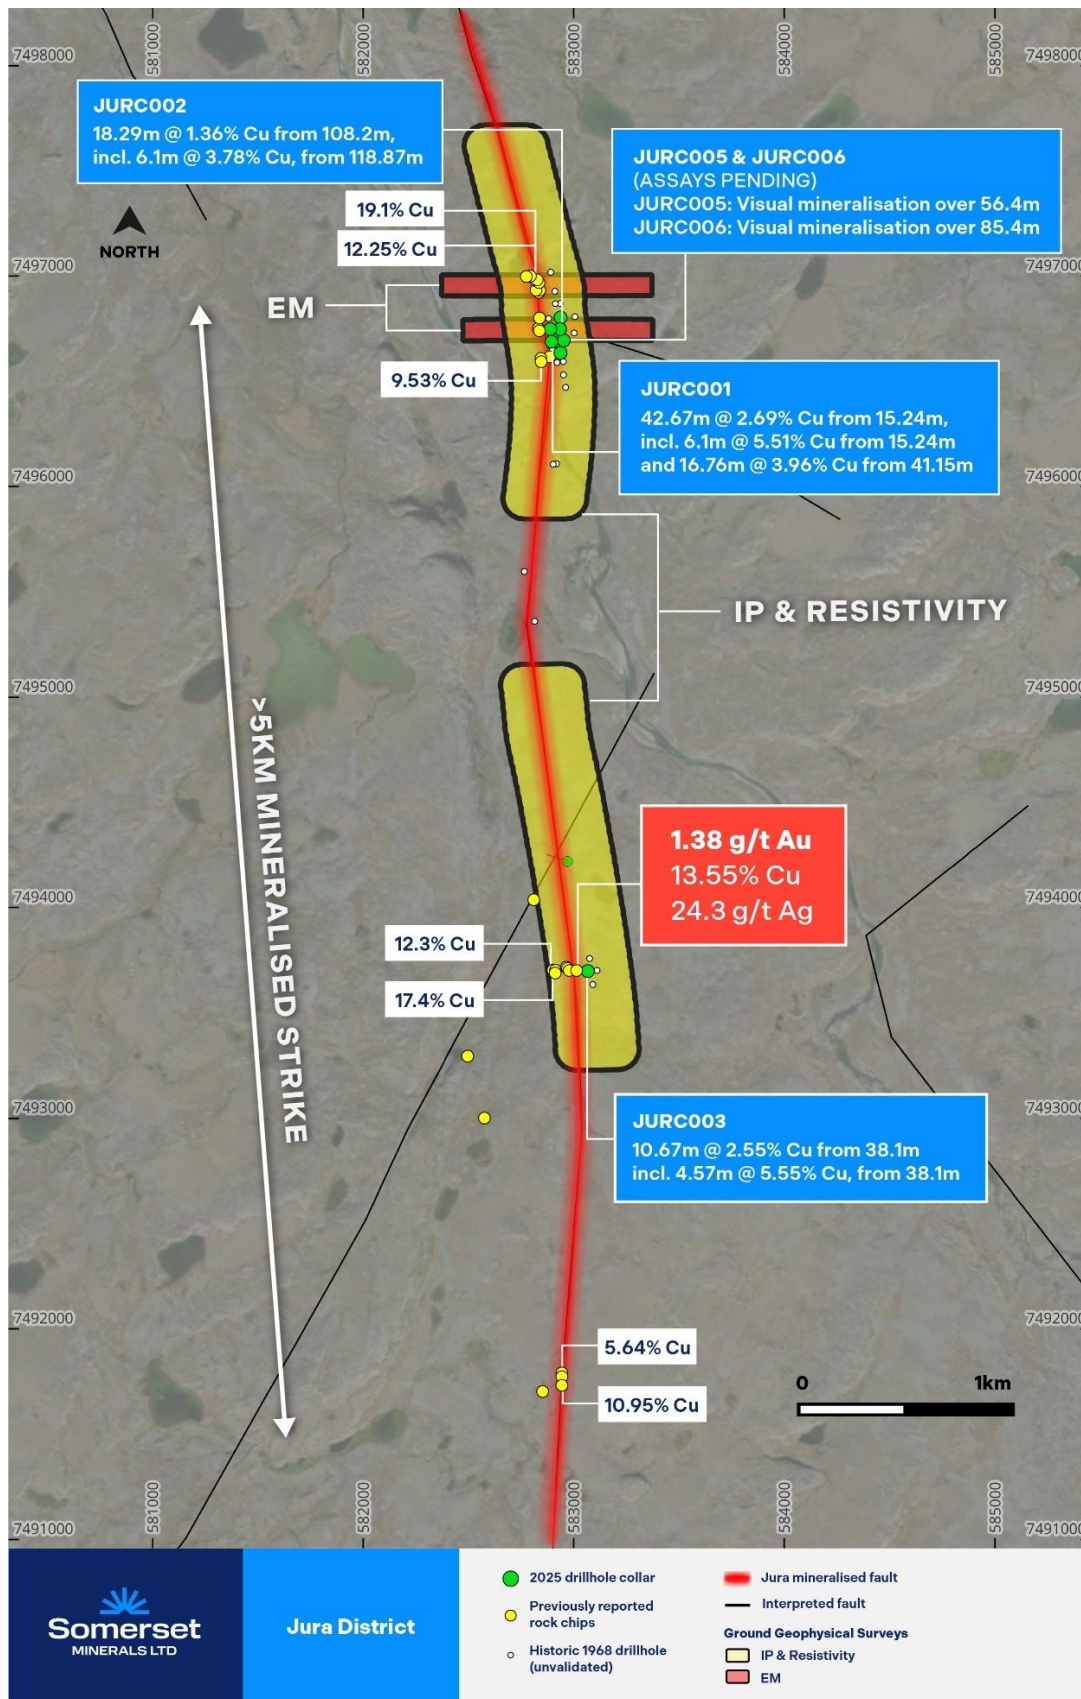 581000
582000
583000
584000
585000
7498000
7498000
JURC002
18.29m @ 1.36% Cu from 108.2m,
incl. 6.1m @ 3.78% Cu, from 118.87m
JURC005 & JURC006
(ASSAYS PENDING)
JURC005: Visual mineralisation over 56.4m
JURC006: Visual mineralisation over 85.4m
19.1% Cu
12.25% Cu
NORTH
7497000
7497000
EM
9.53% Cu
JURC001
42.67m @ 2.69% Cu from 15.24m,
incl. 6.1m @ 5.51% Cu from 15.24m
and 16.76m @ 3.96% Cu from 41.15m
7496000
7496000
IP & RESISTIVITY
7495000
7495000
>5KM MINERALISED STRIKE
1.38 g/t Au
13.55% Cu
24.3 g/t Ag
7494000
7494000
12.3% Cu
17.4% Cu
7493000
7493000
JURC003
10.67m @ 2.55% Cu from 38.1m
incl. 4.57m @ 5.55% Cu, from 38.1m
7492000
7492000
5.64% Cu
10.95% Cu
0 1km
7491000
7491000
581000
582000
583000
584000
585000
Somerset
MINERALS LTD
Jura District
2025 drillhole collar
Previously reported
rock chips
Historic 1968 drillhole
(unvalidated)
Jura mineralised fault
Interpreted fault
Ground Geophysical Surveys
IP & Resistivity
EM